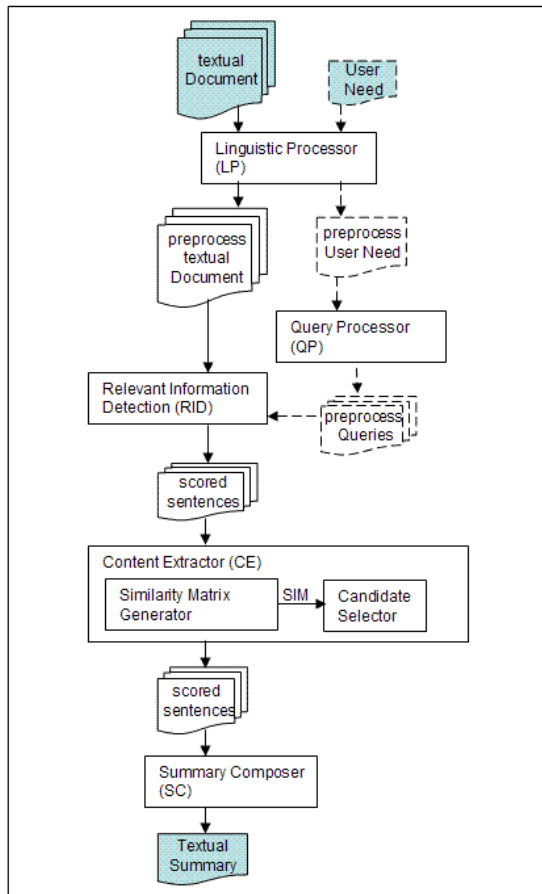 textual
Document
User
Need
Linguistic Processor
(LP)
preprocess
textual
Document
preprocess
User Need
Query Processor
(QP)
Relevant Information
Detection (RID)
preprocess
Queries
scored
sentences
Content Extractor (CE)
Similarity Matrix
Generator
SIM
Candidate
Selector
scored
sentences
Summary Composer
(SC)
Textual
Summary